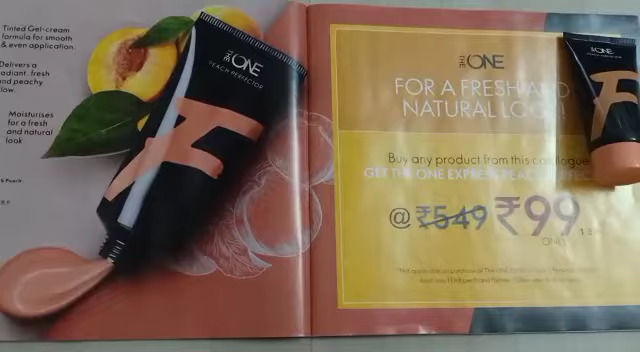 Tinted Gel-cream
formula for smooth
& even application.
Delivers a
radiant, fresh
and peachy
glow.
Moisturises
for a fresh
and natural
look
THE ONE
PEACH PERFECTOR
THE ONE
FOR A FRESH AND
NATURAL LOOK!
Buy any product from this catalogue
GET THE ONE EXPRESS PEACH
@ ₹549 ₹99
ONLY
THE ONE